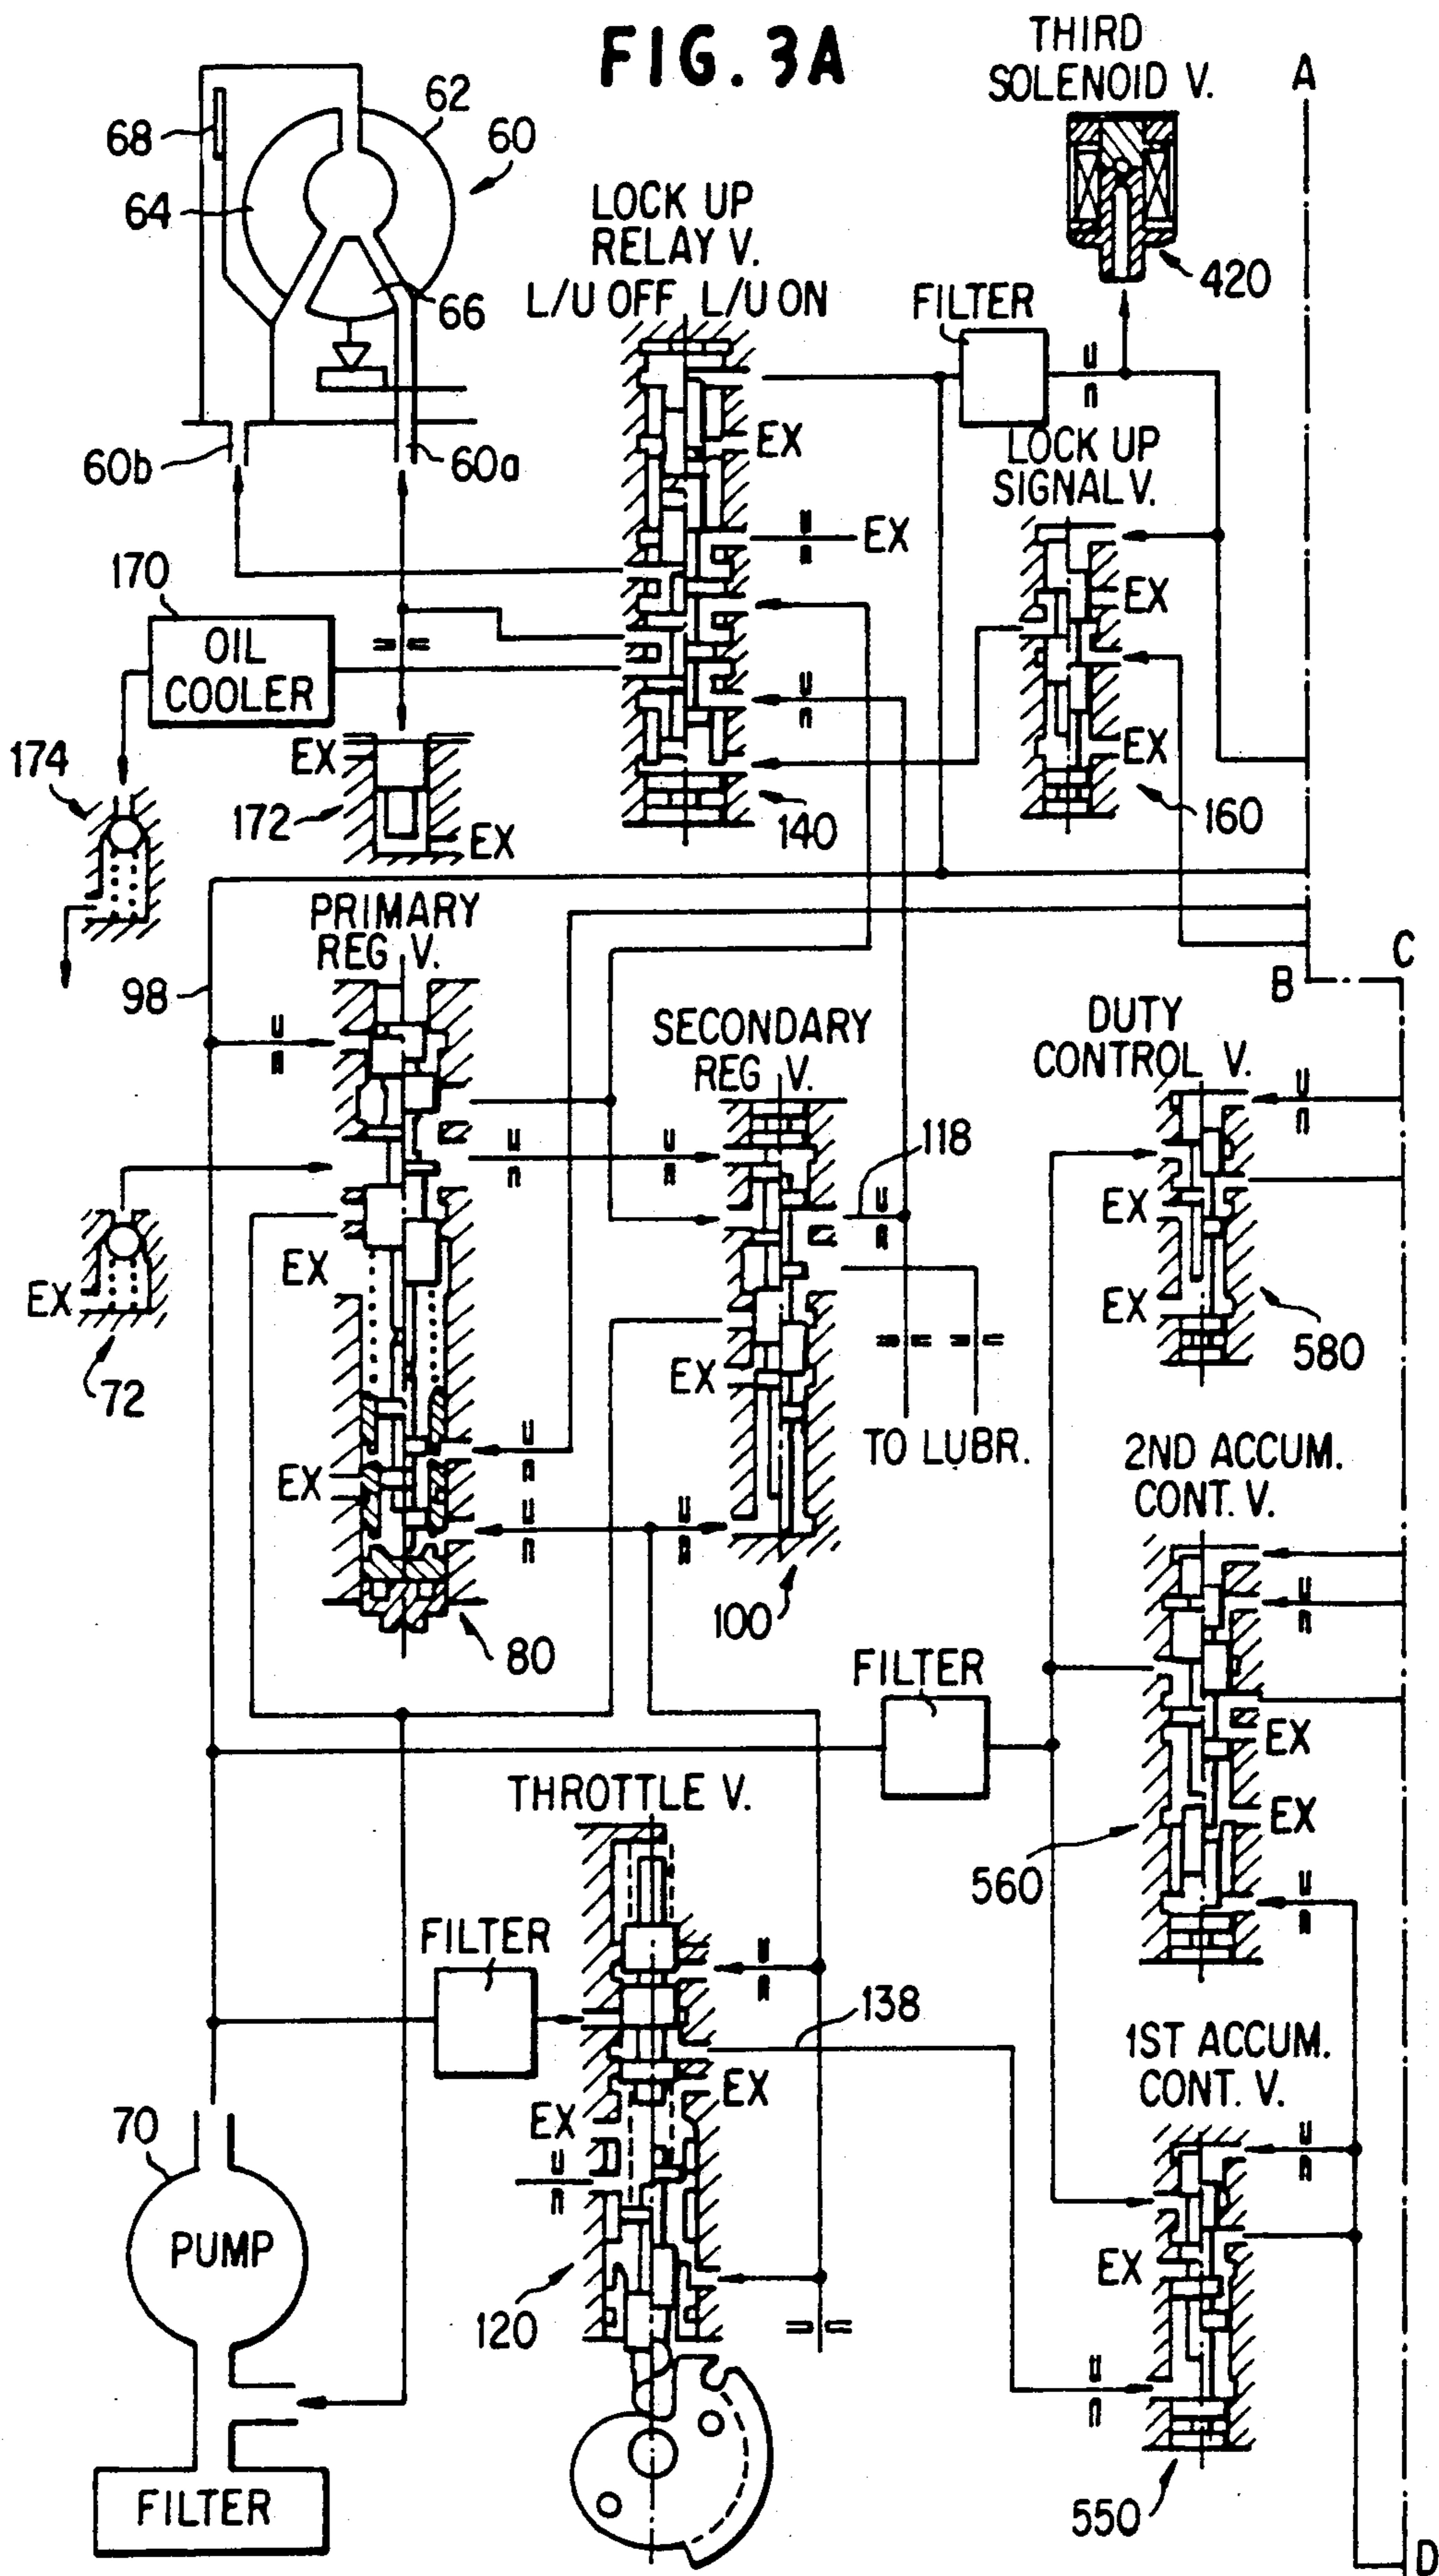 FIG. 3A
THIRD
SOLENOID V.
A
62
68
60
64
LOCK UP
RELAY V.
L/U OFF L/U ON
66
420
FILTER
EX
LOCK UP
SIGNAL V.
60b
60a
EX
170
OIL
COOLER
EX
EX
EX
174
172
EX
140
160
PRIMARY
REG V.
98
C
B
SECONDARY
REG V.
DUTY
CONTROL V.
118
EX
EX
EX
EX
580
72
EX
TO LUBR.
2ND ACCUM.
CONT. V.
EX
100
80
FILTER
EX
THROTTLE V.
EX
560
FILTER
138
1ST ACCUM.
CONT. V.
EX
EX
70
PUMP
EX
120
FILTER
550
D